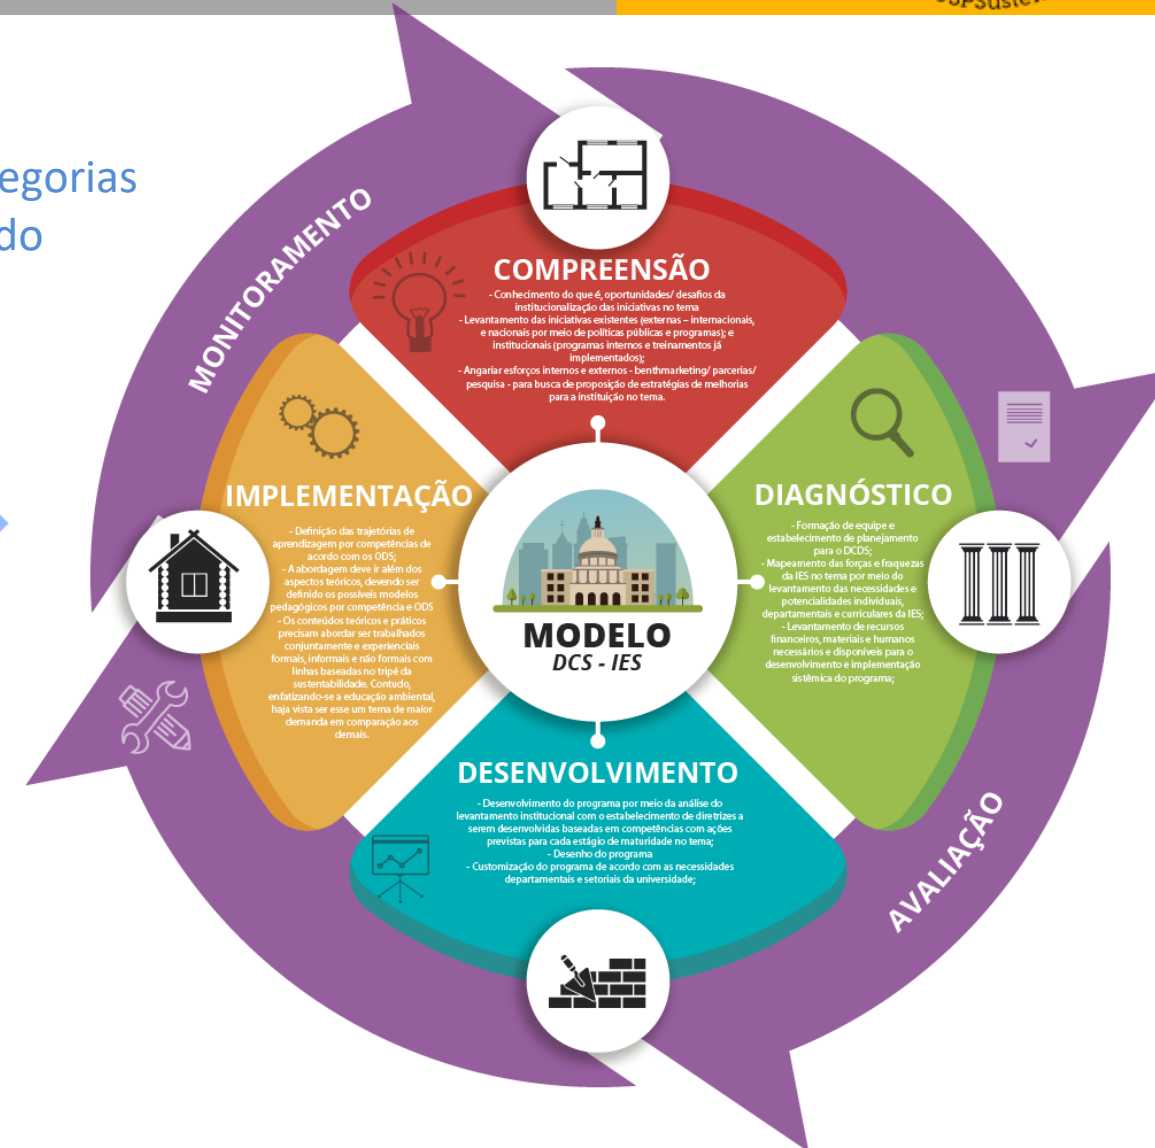 egorias
do
MONITORAMENTO
COMPREENSÃO
- Conhecimento do que é, oportunidades/ desafios da
institucionalização das iniciativas no tema
- Levantamento das iniciativas existentes (externas – internacionais,
e nacionais por meio de políticas públicas e programas); e
institucionais (programas internos e treinamentos já
implementados);
- Angariar esforços internos e externos - benthmarketing/ parcerias/
pesquisa - para busca de proposição de estratégias de melhorias
para a instituição no tema.
IMPLEMENTAÇÃO
- Definição das trajetórias de
aprendizagem por competências de
acordo com os ODS;
- A abordagem deve ir além dos
aspectos teóricos, devendo ser
definido os possíveis modelos
pedagógicos por competência e ODS
- Os conteúdos teóricos e práticos
precisam abordar ser trabalhados
conjuntamente e experienciais
formais, informais e não formais com
linhas baseadas no tripé da
sustentabilidade. Contudo,
enfatizando-se a educação ambiental,
haja vista ser esse um tema de maior
demanda em comparação aos
demais.
DIAGNÓSTICO
- Formação de equipe e
estabelecimento de planejamento
para o DCDS;
- Mapeamento das forças e fraquezas
da IES no tema por meio do
levantamento das necessidades e
potencialidades individuais,
departamentais e curriculares da IES;
- Levantamento de recursos
financeiros, materiais e humanos
necessários e disponíveis para o
desenvolvimento e implementação
sistêmica do programa;
MODELO
DCS - IES
DESENVOLVIMENTO
- Desenvolvimento do programa por meio da análise do
levantamento institucional com o estabelecimento de diretrizes a
serem desenvolvidas baseadas em competências com ações
previstas para cada estágio de maturidade no tema;
- Desenho do programa
- Customização do programa de acordo com as necessidades
departamentais e setoriais da universidade;
AVALIAÇÃO